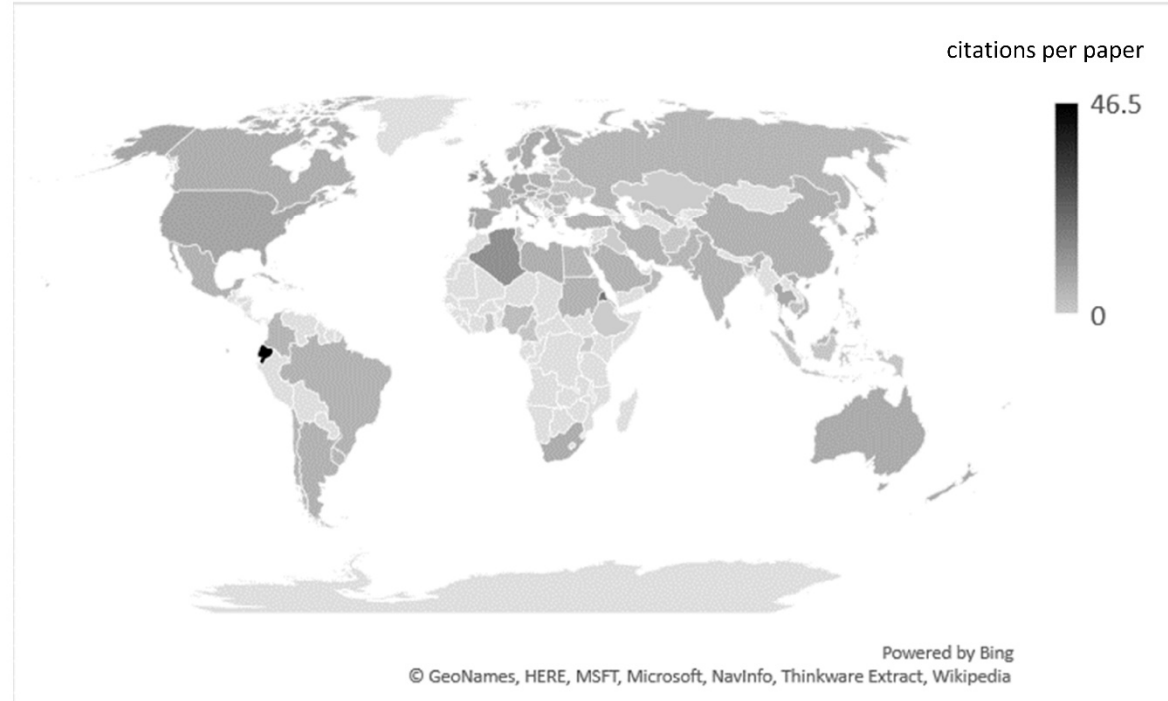 citations per paper
46.5
0
Powered by Bing
© GeoNames, HERE, MSFT, Microsoft, NavInfo, Thinkware Extract, Wikipedia